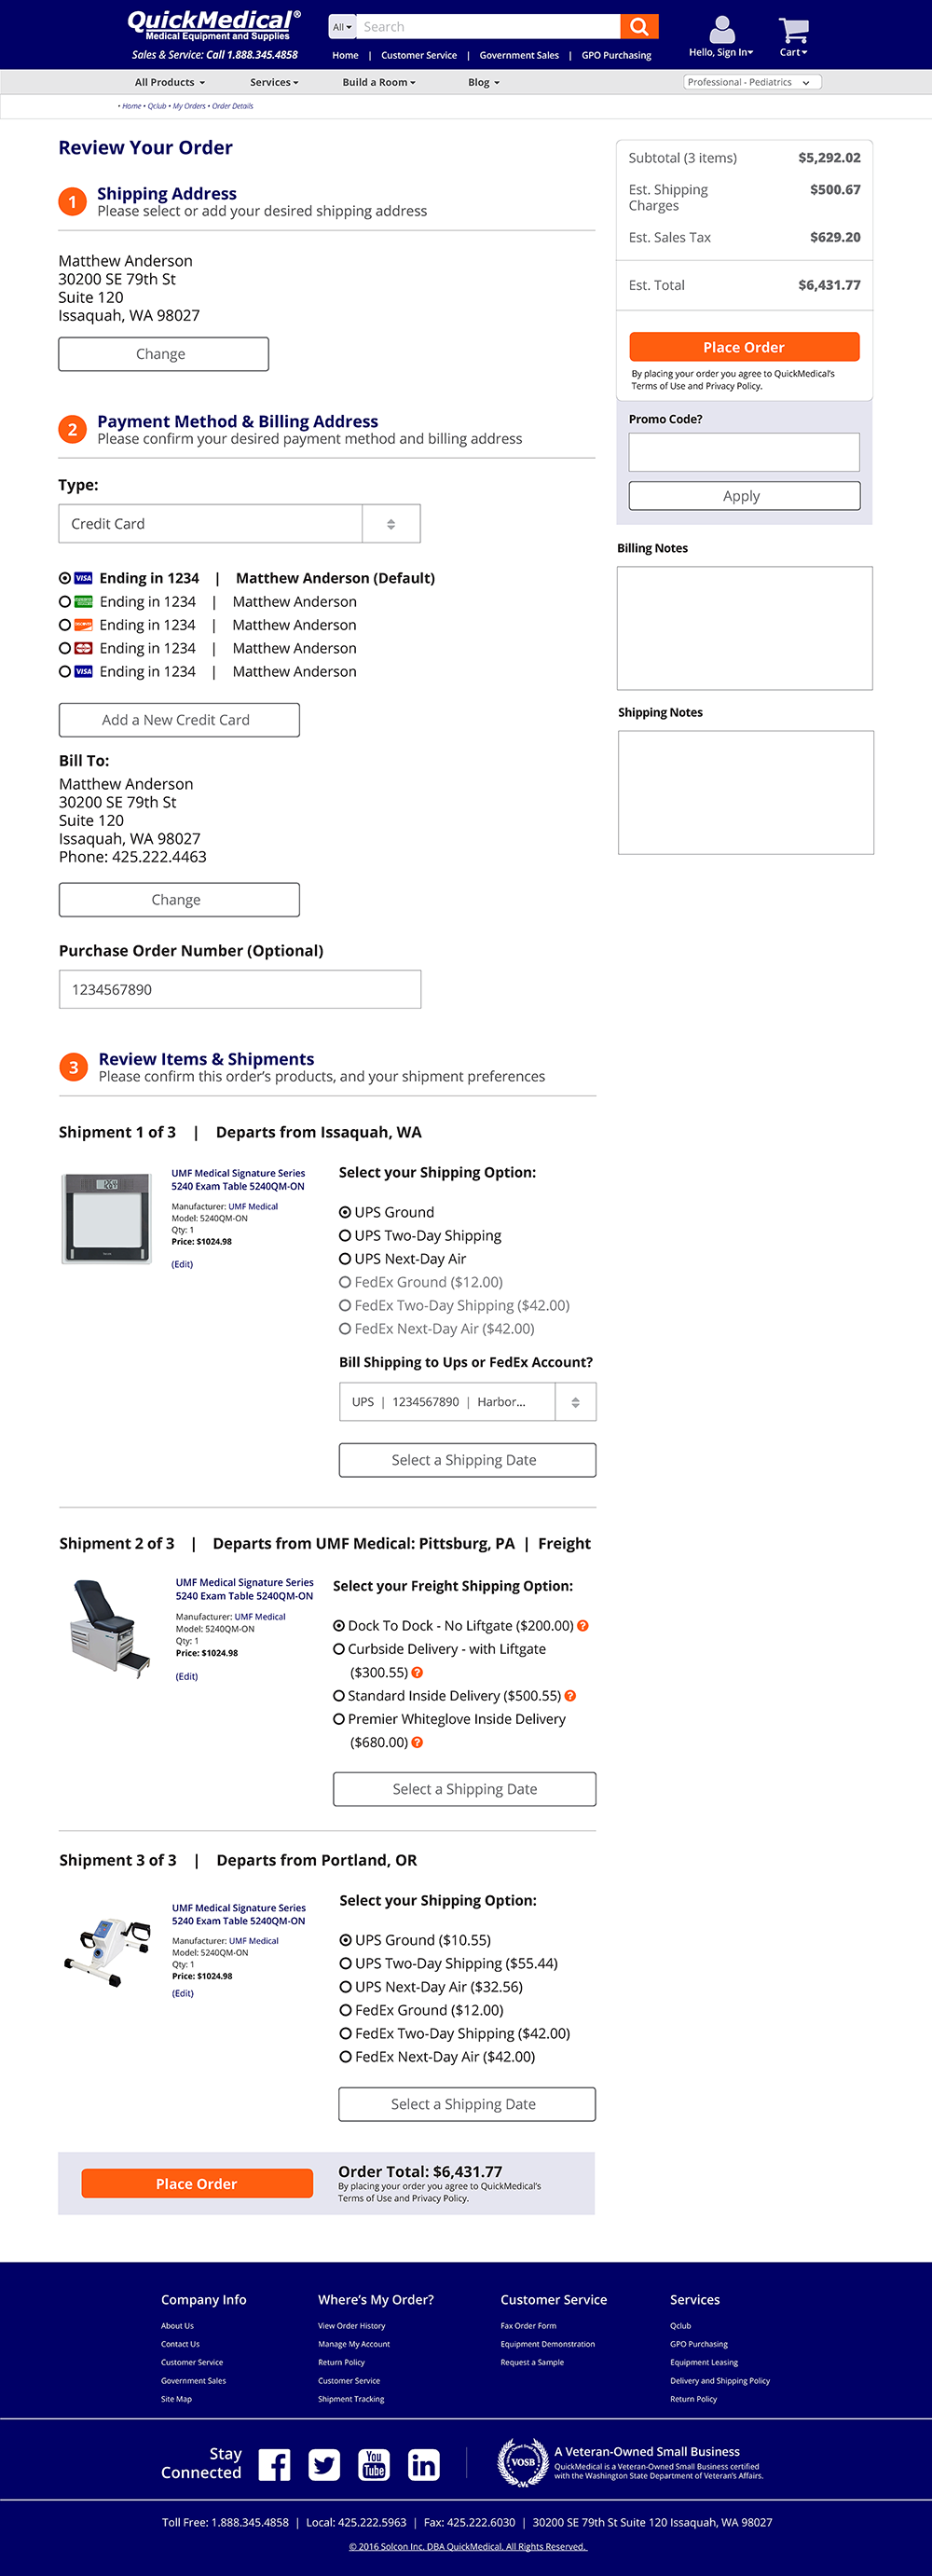 QuickMedical®
Medical Equipment and Supplies
Sales & Service: Call 1.888.345.4858
All
Search
Home | Customer Service | Government Sales | GPO Purchasing
Hello, Sign In
Cart
All Products
Services
Build a Room
Blog
Professional - Pediatrics
• Home • Qclub • My Orders • Order Details
Review Your Order
1
Shipping Address
Please select or add your desired shipping address
Matthew Anderson
30200 SE 79th St
Suite 120
Issaquah, WA 98027
Change
Subtotal (3 items) $5,292.02
Est. Shipping $500.67
Charges
Est. Sales Tax $629.20
Est. Total $6,431.77
Place Order
By placing your order you agree to QuickMedical's
Terms of Use and Privacy Policy.
Promo Code?
Apply
Billing Notes
Shipping Notes
2
Payment Method & Billing Address
Please confirm your desired payment method and billing address
Type:
Credit Card
VISA Ending in 1234 | Matthew Anderson (Default)
Ending in 1234 | Matthew Anderson
Ending in 1234 | Matthew Anderson
Ending in 1234 | Matthew Anderson
VISA Ending in 1234 | Matthew Anderson
Add a New Credit Card
Bill To:
Matthew Anderson
30200 SE 79th St
Suite 120
Issaquah, WA 98027
Phone: 425.222.4463
Change
Purchase Order Number (Optional)
1234567890
3
Review Items & Shipments
Please confirm this order's products, and your shipment preferences
Shipment 1 of 3 | Departs from Issaquah, WA
UMF Medical Signature Series
5240 Exam Table 5240QM-ON
Manufacturer: UMF Medical
Model: 5240QM-ON
Qty: 1
Price: $1024.98
(Edit)
Select your Shipping Option:
UPS Ground
UPS Two-Day Shipping
UPS Next-Day Air
FedEx Ground ($12.00)
FedEx Two-Day Shipping ($42.00)
FedEx Next-Day Air ($42.00)
Bill Shipping to Ups or FedEx Account?
UPS | 1234567890 | Harbor...
Select a Shipping Date
Shipment 2 of 3 | Departs from UMF Medical: Pittsburg, PA | Freight
UMF Medical Signature Series
5240 Exam Table 5240QM-ON
Manufacturer: UMF Medical
Model: 5240QM-ON
Qty: 1
Price: $1024.98
(Edit)
Select your Freight Shipping Option:
Dock To Dock - No Liftgate ($200.00) ?
Curbside Delivery - with Liftgate
($300.55) ?
Standard Inside Delivery ($500.55) ?
Premier Whiteglove Inside Delivery
($680.00) ?
Select a Shipping Date
Shipment 3 of 3 | Departs from Portland, OR
UMF Medical Signature Series
5240 Exam Table 5240QM-ON
Manufacturer: UMF Medical
Model: 5240QM-ON
Qty: 1
Price: $1024.98
(Edit)
Select your Shipping Option:
UPS Ground ($10.55)
UPS Two-Day Shipping ($55.44)
UPS Next-Day Air ($32.56)
FedEx Ground ($12.00)
FedEx Two-Day Shipping ($42.00)
FedEx Next-Day Air ($42.00)
Select a Shipping Date
Place Order
Order Total: $6,431.77
By placing your order you agree to QuickMedical's
Terms of Use and Privacy Policy.
Company Info
About Us
Contact Us
Customer Service
Government Sales
Site Map
Where's My Order?
View Order History
Manage My Account
Return Policy
Customer Service
Shipment Tracking
Customer Service
Fax Order Form
Equipment Demonstration
Request a Sample
Services
Qclub
GPO Purchasing
Equipment Leasing
Delivery and Shipping Policy
Return Policy
Stay
Connected
You
Tube
in
VOSB
A Veteran-Owned Small Business
QuickMedical is a Veteran-Owned Small Business certified
with the Washington State Department of Veteran's Affairs.
Toll Free: 1.888.345.4858 | Local: 425.222.5963 | Fax: 425.222.6030 | 30200 SE 79th St Suite 120 Issaquah, WA 98027
© 2016 Solcon Inc. DBA QuickMedical. All Rights Reserved.